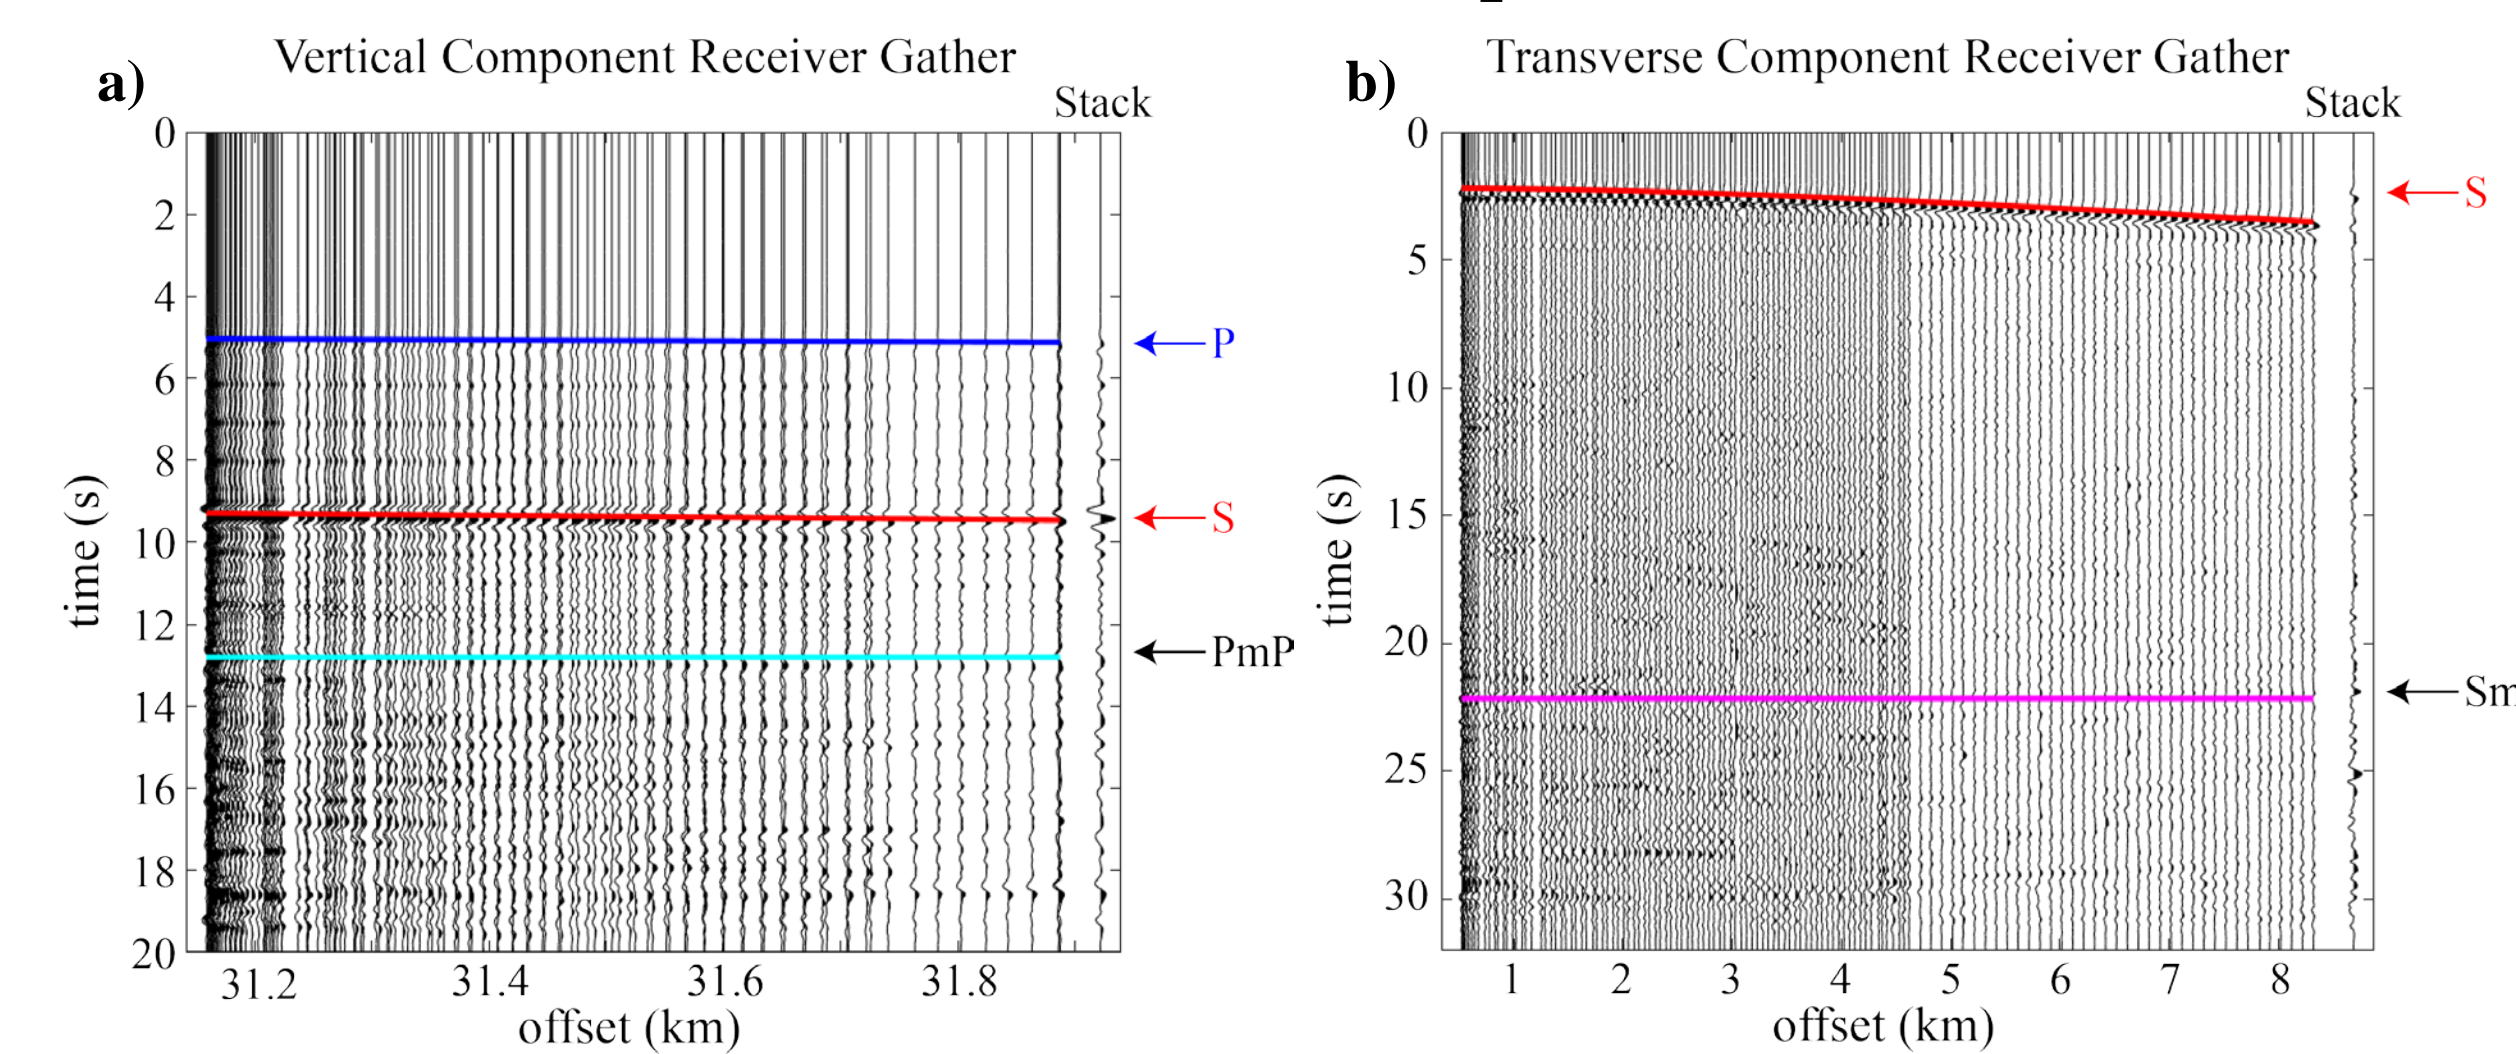 a)
Vertical Component Receiver Gather
Stack
0
2
4
6
8
10
12
14
16
18
20
time (s)
31.2 31.4 31.6 31.8
offset (km)
P
S
PmP
b)
Transverse Component Receiver Gather
Stack
0
5
10
15
20
25
30
time (s)
1 2 3 4 5 6 7 8
offset (km)
S
Sm